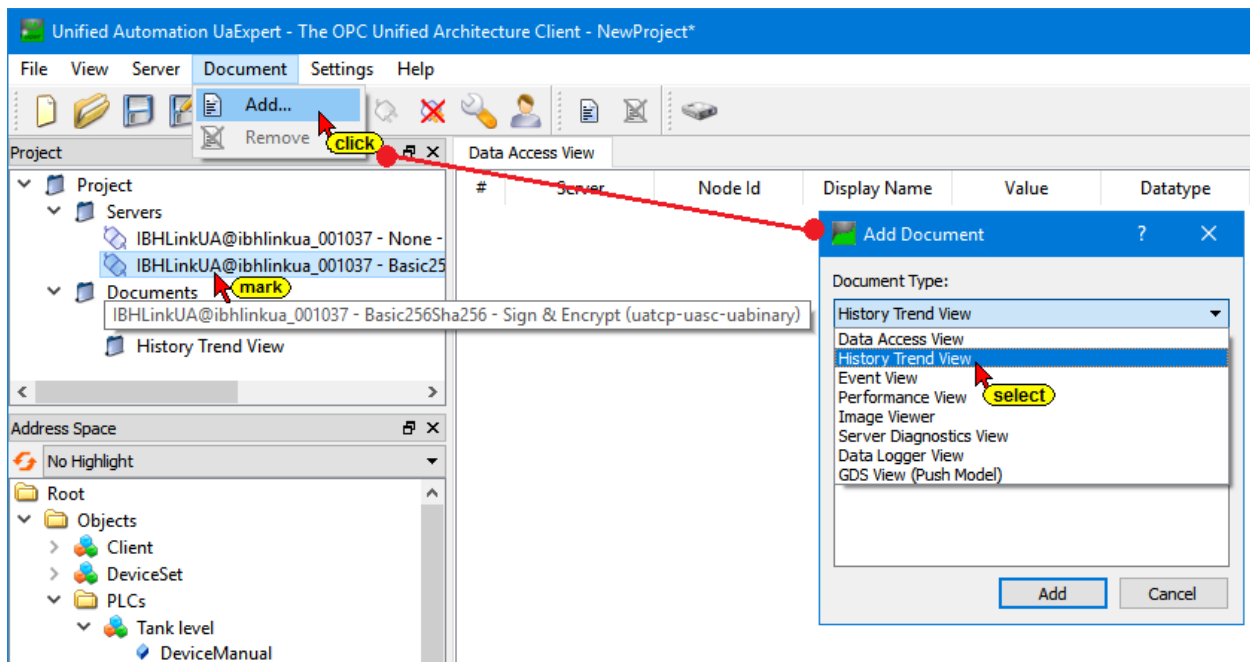 Unified Automation UaExpert - The OPC Unified Architecture Client - NewProject*
File View Server Document Settings Help
Add...
Remove
click
Project
Data Access View
# Server Node Id Display Name Value Datatype
Project
Servers
IBHLinkUA@ibhlinkua_001037 - None -
IBHLinkUA@ibhlinkua_001037 - Basic25
mark
Documents
IBHLinkUA@ibhlinkua_001037 - Basic256Sha256 - Sign & Encrypt (uatcp-uasc-uabinary)
History Trend View
Add Document ?
Document Type:
History Trend View
Data Access View
History Trend View
Event View
Performance View
select
Image Viewer
Server Diagnostics View
Data Logger View
GDS View (Push Model)
Add Cancel
Address Space
No Highlight
Root
Objects
Client
DeviceSet
PLCs
Tank level
DeviceManual